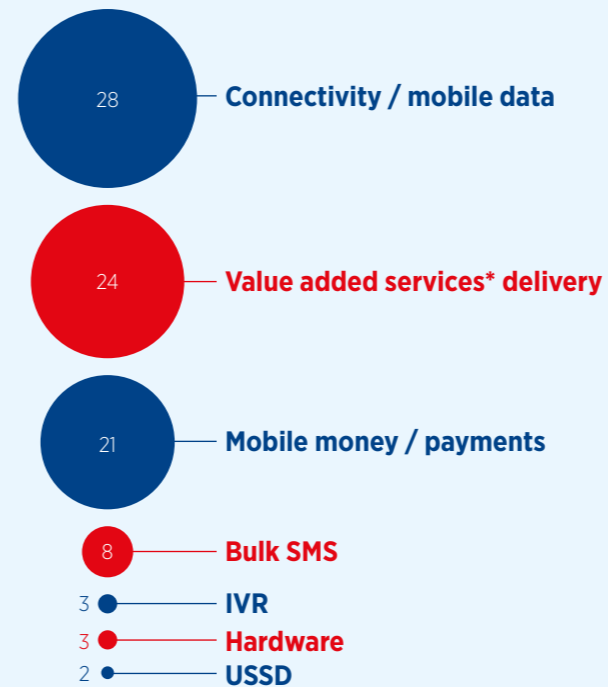 28 Connectivity / mobile data
24 Value added services* delivery
21 Mobile money / payments
8 Bulk SMS
3 IVR
3 Hardware
2 USSD